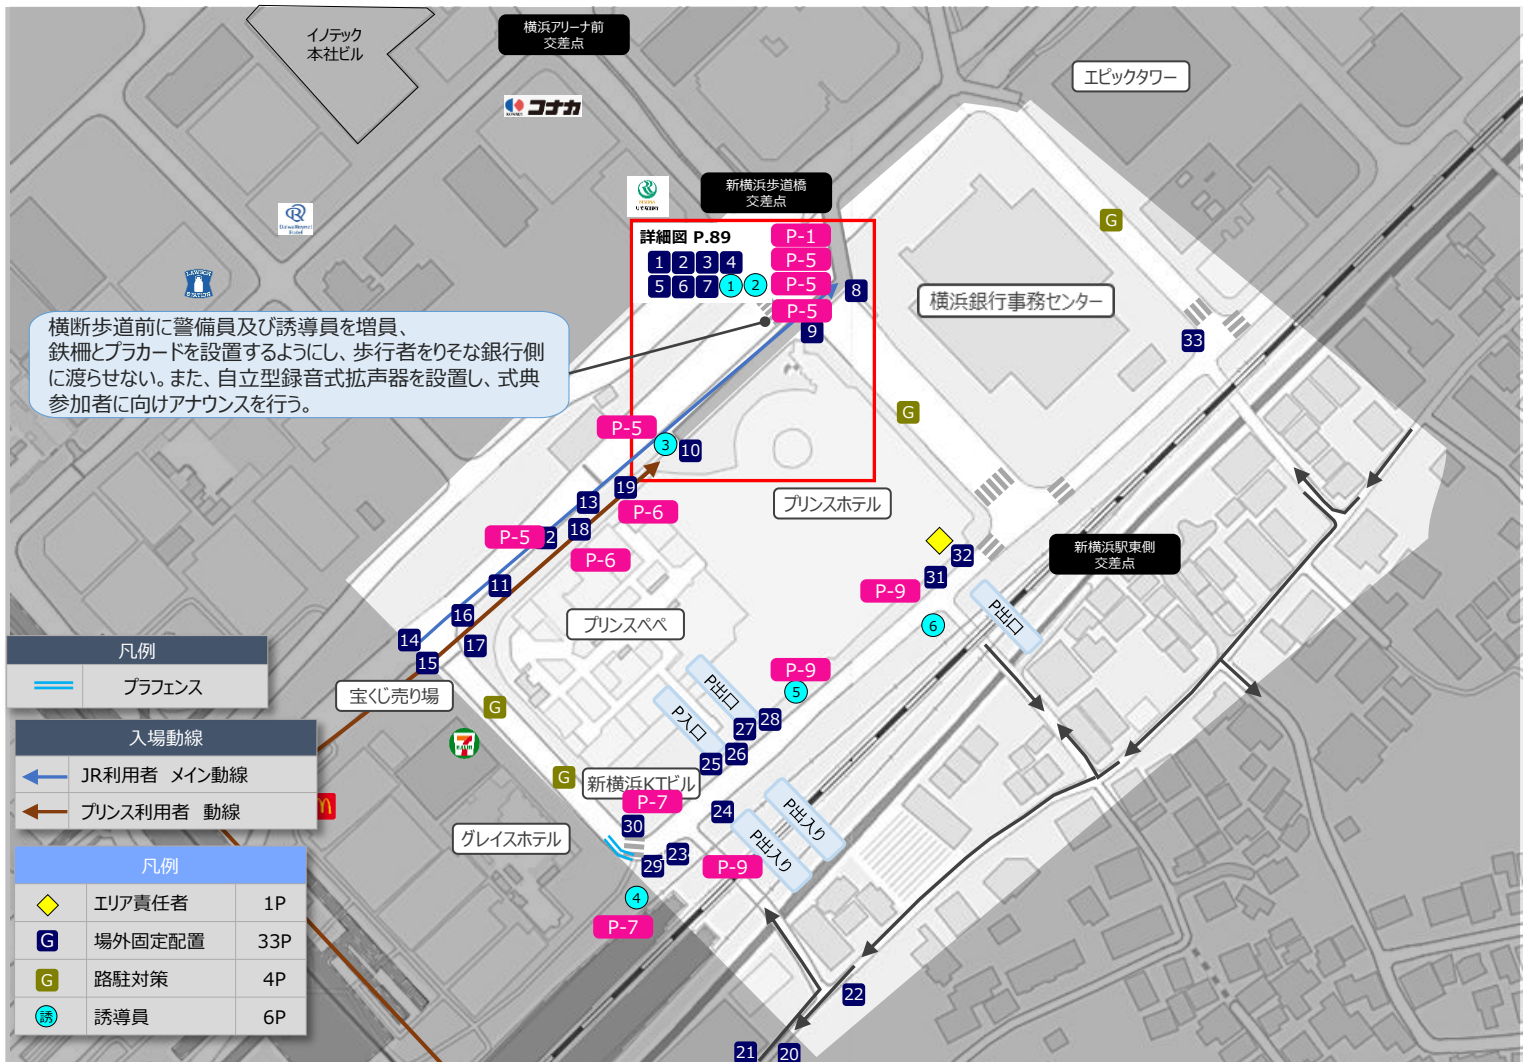 イノテック
本社ビル
横浜アリーナ前
交差点
エピックタワー
コナカ
新横浜歩道橋
交差点
Daiwa Roynet
Hotel
LAWSON
STATION
詳細図 P.89
P-1
1 2 3 4
P-5
5 6 7 1 2
P-5
P-5
8
9
G
横浜銀行事務センター
33
横断歩道前に警備員及び誘導員を増員、
鉄柵とプラカードを設置するようにし、歩行者をりそな銀行側
に渡らせない。また、自立型録音式拡声器を設置し、式典
参加者に向けアナウンスを行う。
G
P-5
3
10
19
13
プリンスホテル
P-6
18
P-5
2
P-6
新横浜駅東側
交差点
32
31
P-9
11
16
P出口
6
プリンスペペ
14
17
15
凡例
プラフェンス
宝くじ売り場
P-9
5
P出口
P入口
G
28
27
26
25
入場動線
JR利用者 メイン動線
プリンス利用者 動線
G
新横浜KTビル
P-7
24
P出入り
P出入り
30
グレイスホテル
23
29
P-9
4
P-7
凡例
エリア責任者 1P
G 場外固定配置 33P
G 路駐対策 4P
誘 誘導員 6P
22
21
20